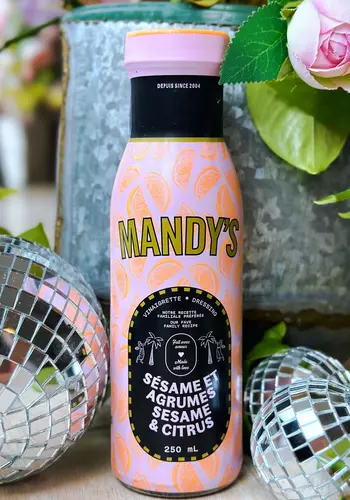 DEPUIS SINCE 2004
MANDY'S
VINAIGRETTE • DRESSING
NOTRE RECETTE
FAMILIALE PRÉFÉRÉE
OUR FAVE
FAMILY RECIPE
Fait avec
amour
Made
with love
SÉSAME ET
AGRUMES
SESAME
& CITRUS
250 mL